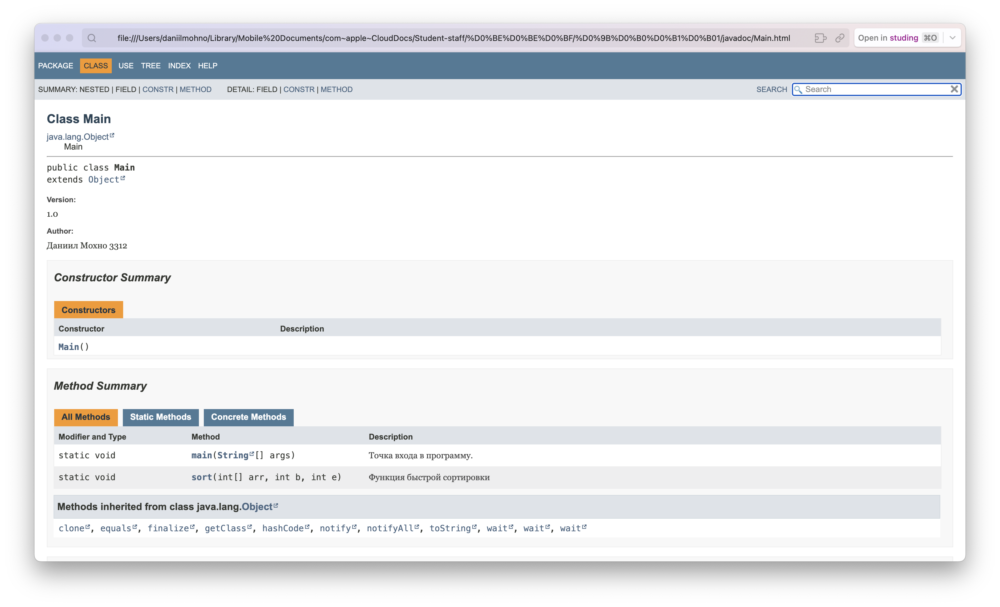 file:///Users/daniilmohno/Library/Mobile%20Documents/com~apple~CloudDocs/Student-staff/%D0%BE%D0%BE%D0%BF/%D0%9B%D0%B0%D0%B1%D0%B01/javadoc/Main.html
Open in studing ⌘O
PACKAGE CLASS USE TREE INDEX HELP
SUMMARY: NESTED | FIELD | CONSTR | METHOD DETAIL: FIELD | CONSTR | METHOD SEARCH Search
Class Main
java.lang.Object
Main
public class Main
extends Object
Version:
1.0
Author:
Даниил Мохно 3312
Constructor Summary
Constructors
Constructor Description
Main()
Method Summary
All Methods Static Methods Concrete Methods
Modifier and Type Method Description
static void main(String[] args) Точка входа в программу.
static void sort(int[] arr, int b, int e) Функция быстрой сортировки
Methods inherited from class java.lang.Object
clone, equals, finalize, getClass, hashCode, notify, notifyAll, toString, wait, wait, wait